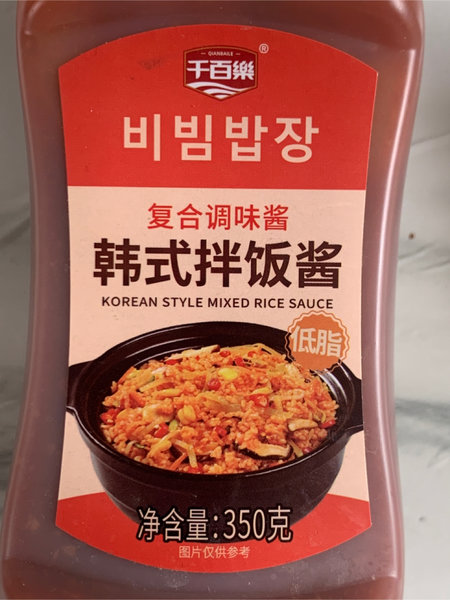 QIANBAILE
千百樂
®
비빔밥장
复合调味酱
韩式拌饭酱
KOREAN STYLE MIXED RICE SAUCE
低脂
净含量:350克
图片仅供参考